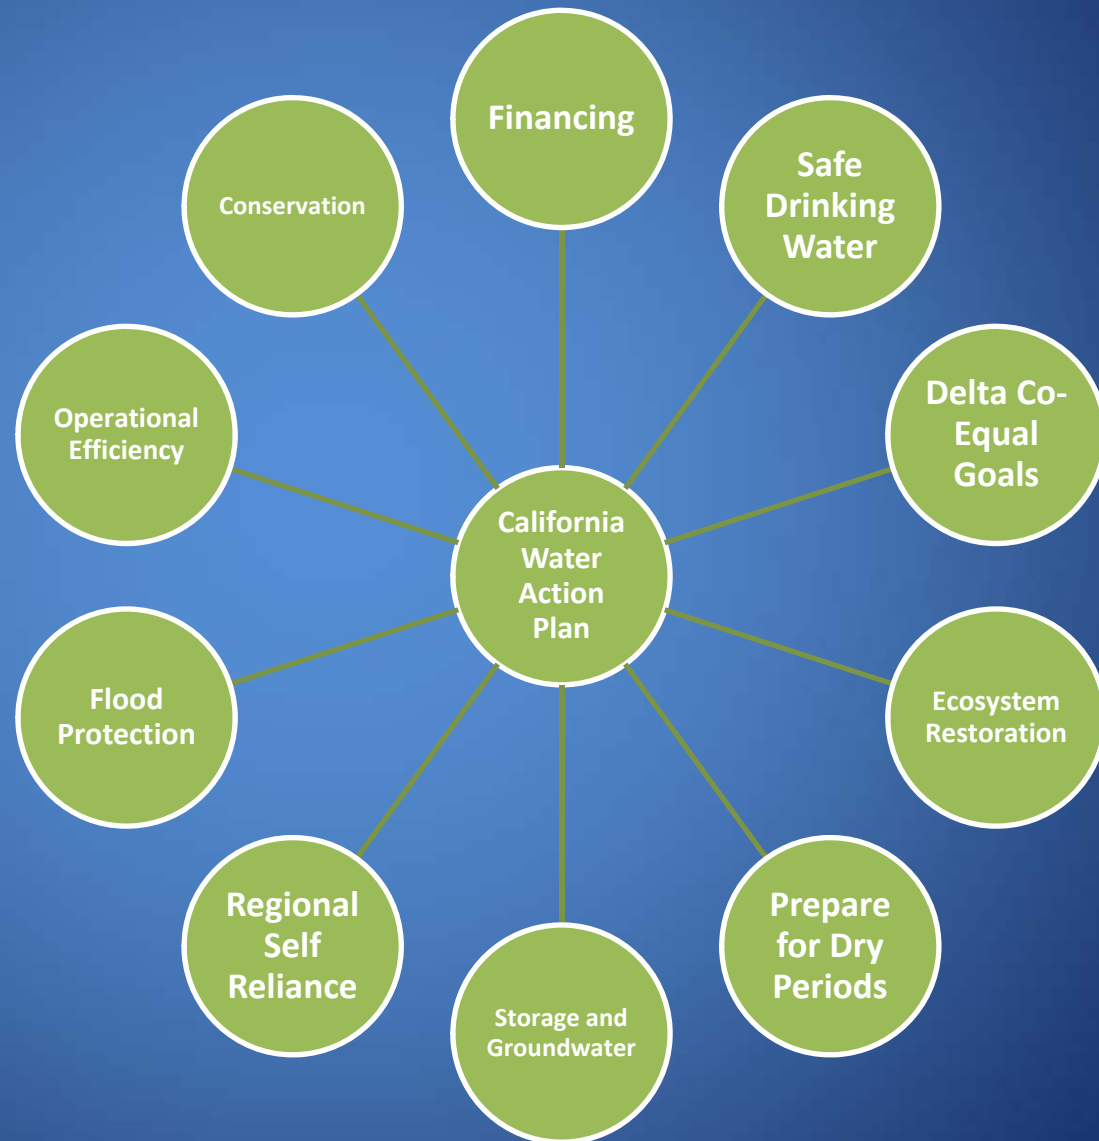 Financing
Safe
Drinking
Water
Delta Co-
Equal
Goals
Ecosystem
Restoration
Prepare
for Dry
Periods
Storage and
Groundwater
Regional
Self
Reliance
Flood
Protection
Operational
Efficiency
Conservation
California
Water
Action
Plan